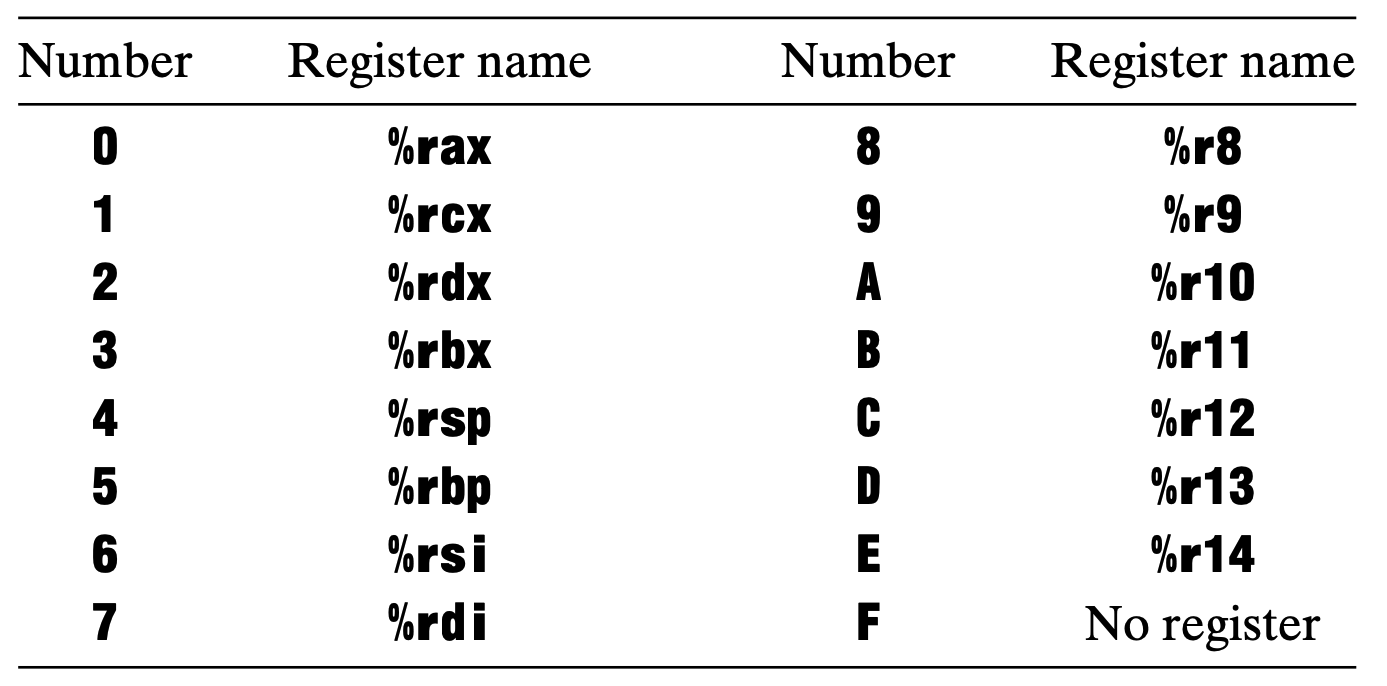 Number Register name Number Register name
0 %rax 8 %r8
1 %rcx 9 %r9
2 %rdx A %r10
3 %rbx B %r11
4 %rsp C %r12
5 %rbp D %r13
6 %rsi E %r14
7 %rdi F No register